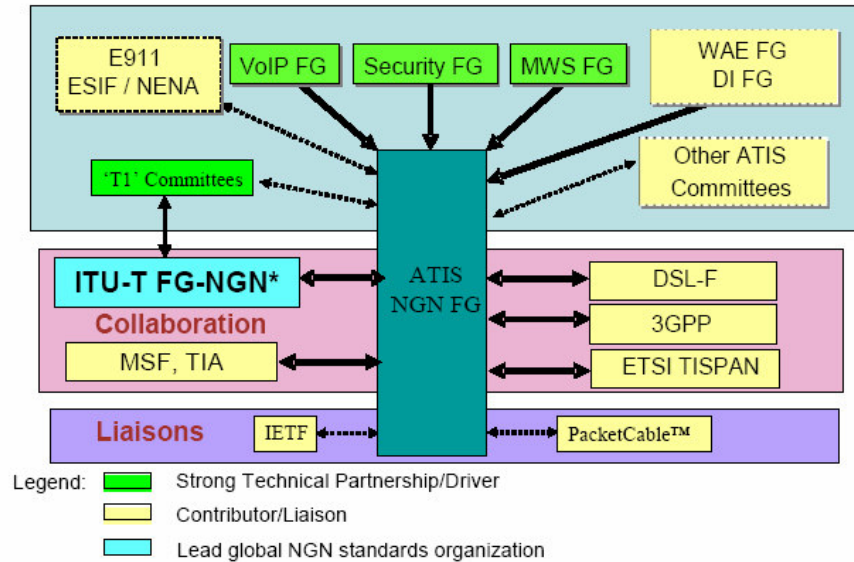 E911
ESIF / NENA
VoIP FG
Security FG
MWS FG
WAE FG
DI FG
'T1' Committees
Other ATIS
Committees
ITU-T FG-NGN*
Collaboration
MSF, TIA
ATIS
NGN FG
DSL-F
3GPP
ETSI TISPAN
Liaisons
IETF
PacketCable™
Legend:
Strong Technical Partnership/Driver
Contributor/Liaison
Lead global NGN standards organization